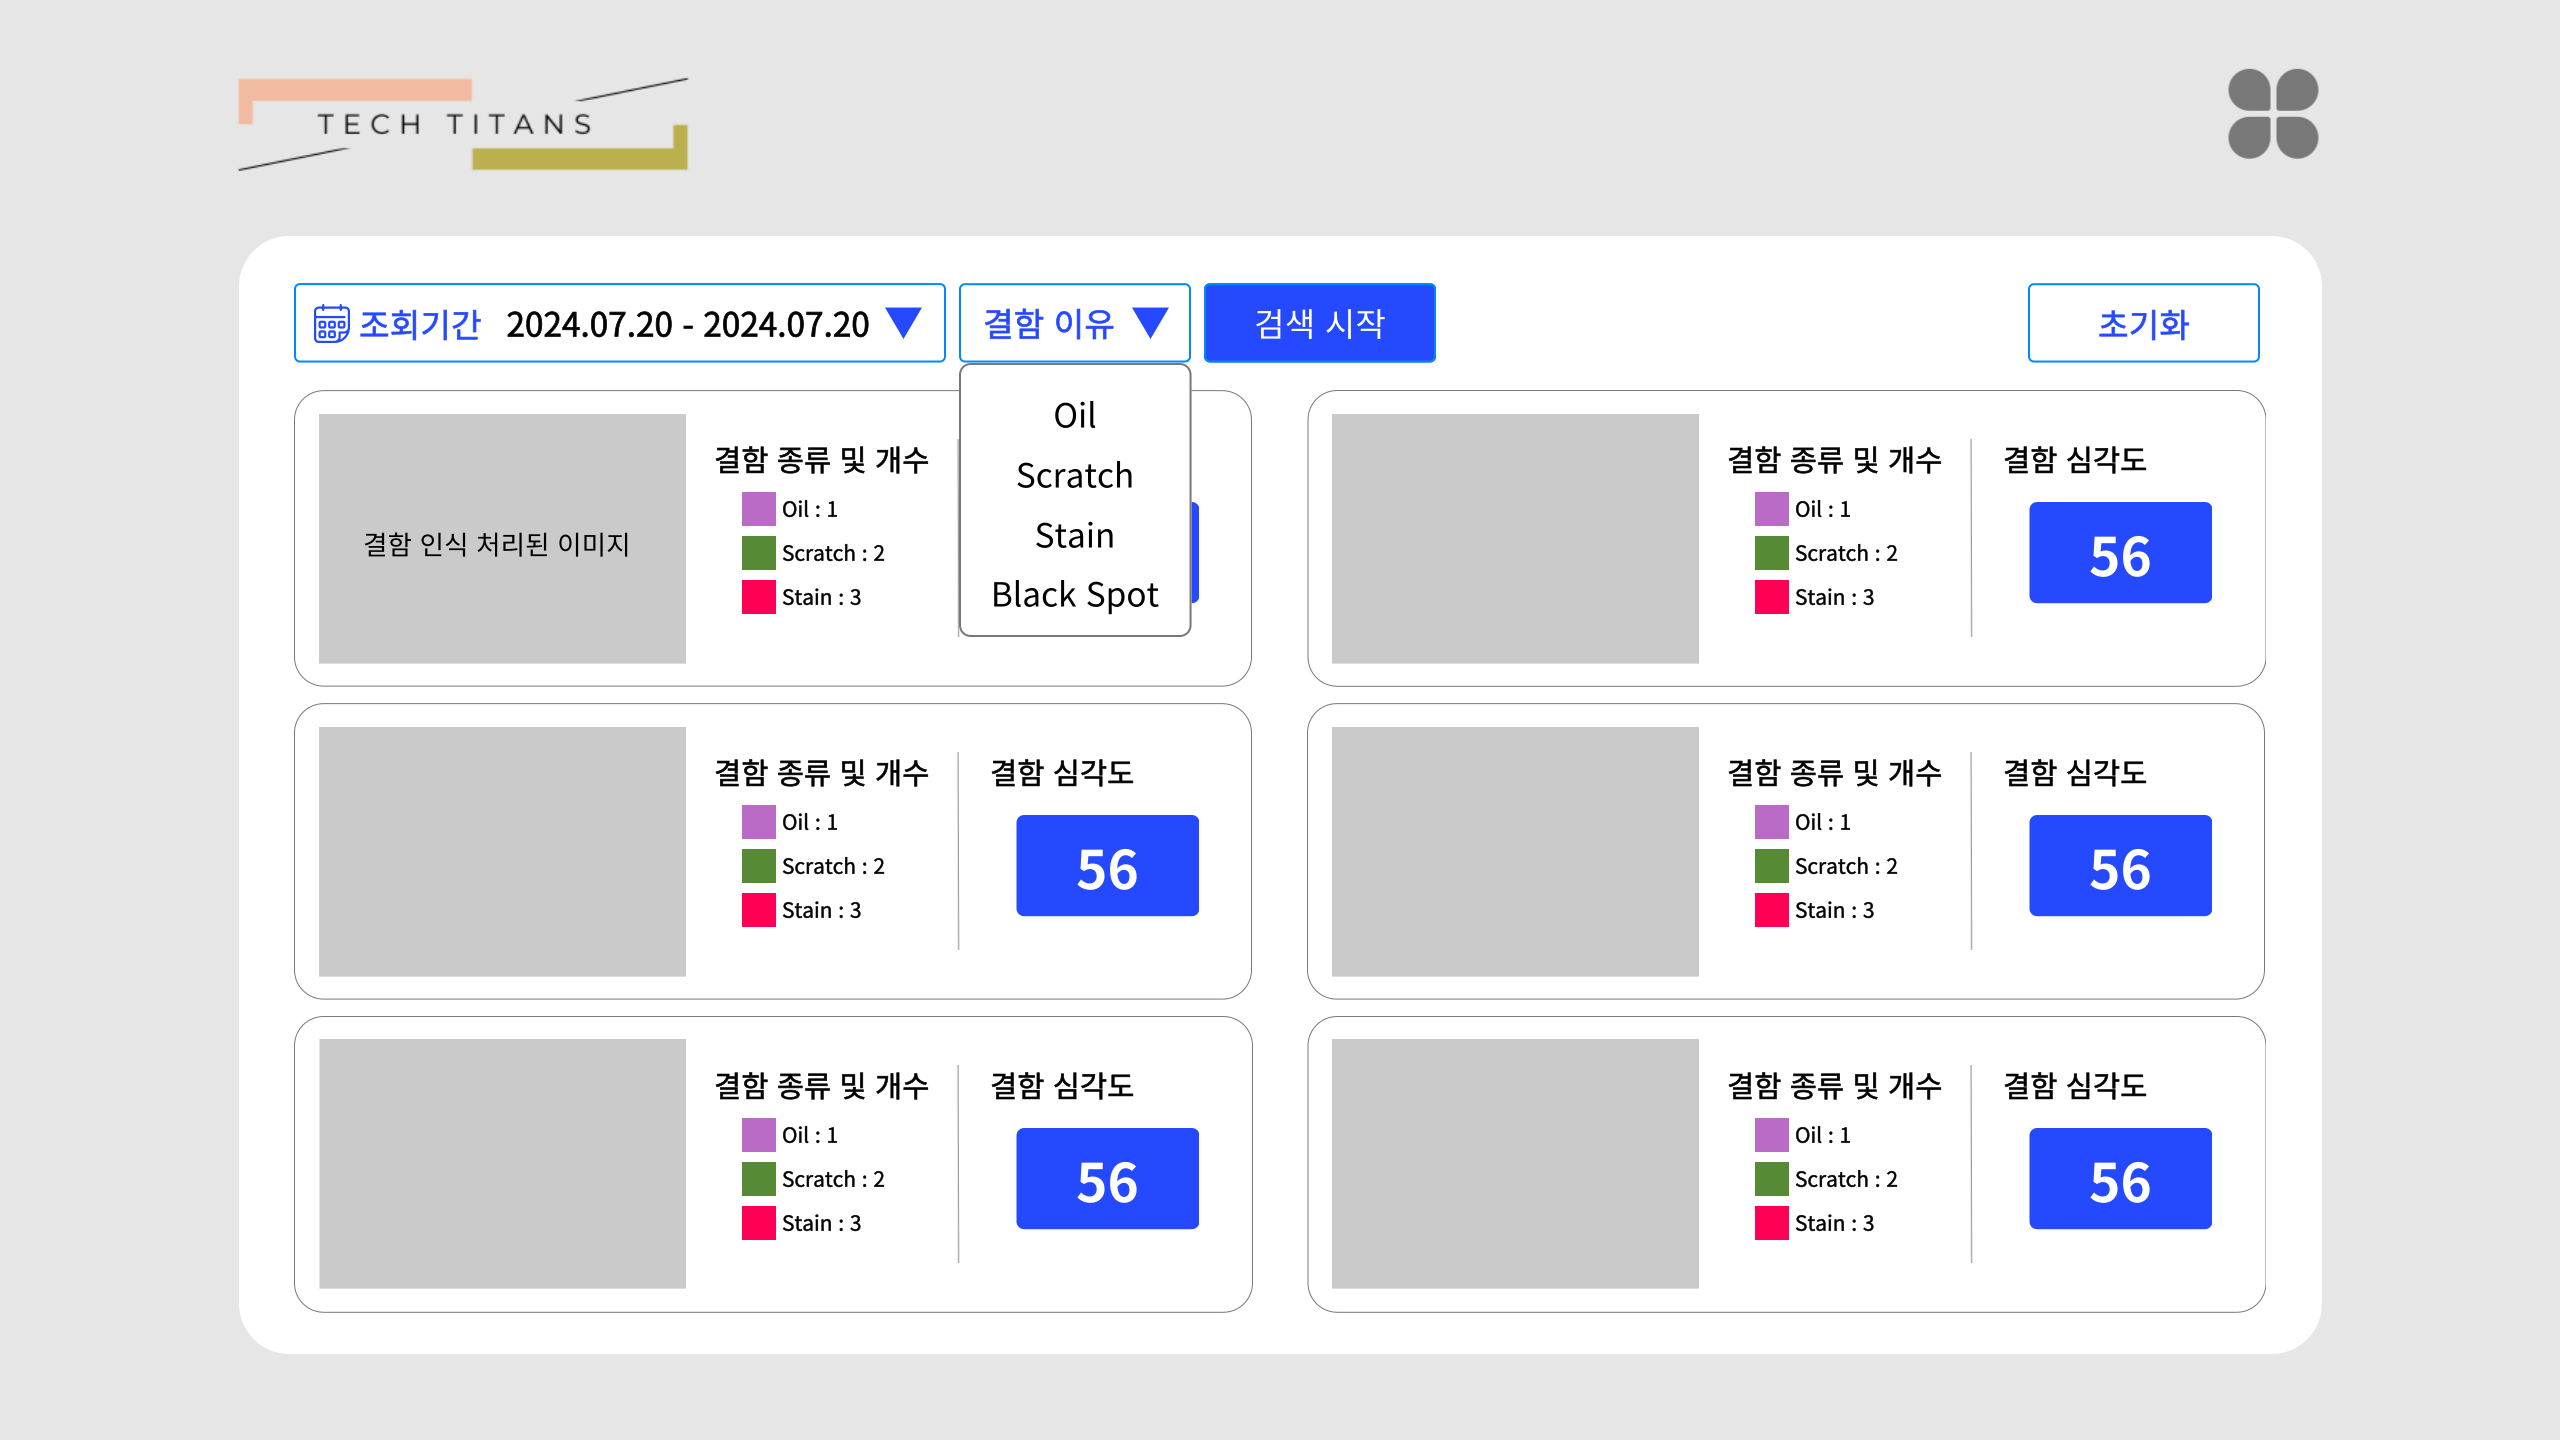 TECH TITANS
조회기간 2024.07.20 - 2024.07.20
결함 이유
검색 시작
초기화
Oil
Scratch
Stain
Black Spot
결함 인식 처리된 이미지
결함 종류 및 개수
Oil : 1
Scratch : 2
Stain : 3
결함 종류 및 개수
Oil : 1
Scratch : 2
Stain : 3
결함 심각도
56
결함 종류 및 개수
Oil : 1
Scratch : 2
Stain : 3
결함 심각도
56
결함 종류 및 개수
Oil : 1
Scratch : 2
Stain : 3
결함 심각도
56
결함 종류 및 개수
Oil : 1
Scratch : 2
Stain : 3
결함 심각도
56
결함 종류 및 개수
Oil : 1
Scratch : 2
Stain : 3
결함 심각도
56